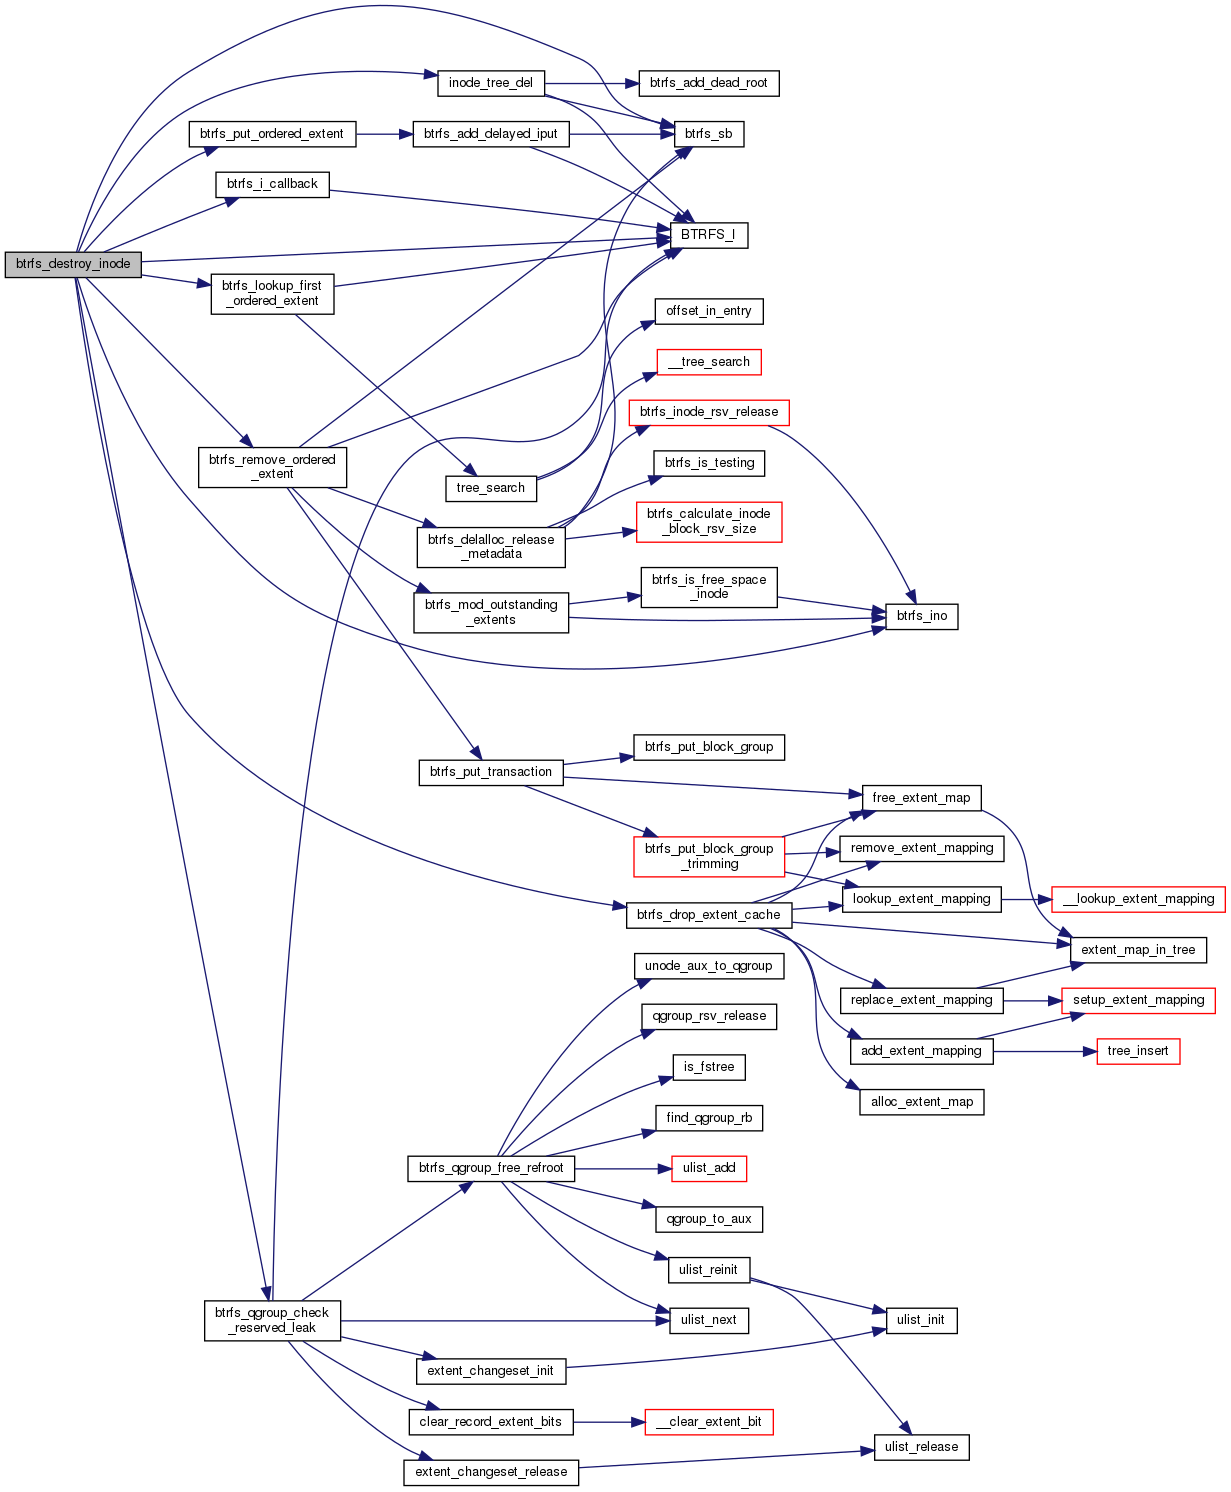 btrfs_destroy_inode
inode_tree_del
btrfs_add_dead_root
btrfs_put_ordered_extent
btrfs_add_delayed_iput
btrfs_sb
btrfs_i_callback
BTRFS_I
btrfs_lookup_first
_ordered_extent
offset_in_entry
__tree_search
btrfs_inode_rsv_release
btrfs_remove_ordered
_extent
btrfs_is_testing
tree_search
btrfs_calculate_inode
_block_rsv_size
btrfs_delalloc_release
_metadata
btrfs_is_free_space
_inode
btrfs_mod_outstanding
_extents
btrfs_ino
btrfs_put_block_group
btrfs_put_transaction
free_extent_map
btrfs_put_block_group
_trimming
remove_extent_mapping
lookup_extent_mapping
__lookup_extent_mapping
btrfs_drop_extent_cache
extent_map_in_tree
unode_aux_to_qgroup
replace_extent_mapping
setup_extent_mapping
qgroup_rsv_release
add_extent_mapping
tree_insert
is_fstree
alloc_extent_map
find_qgroup_rb
btrfs_qgroup_free_refroot
ulist_add
qgroup_to_aux
ulist_reinit
btrfs_qgroup_check
_reserved_leak
ulist_next
ulist_init
extent_changeset_init
clear_record_extent_bits
__clear_extent_bit
ulist_release
extent_changeset_release